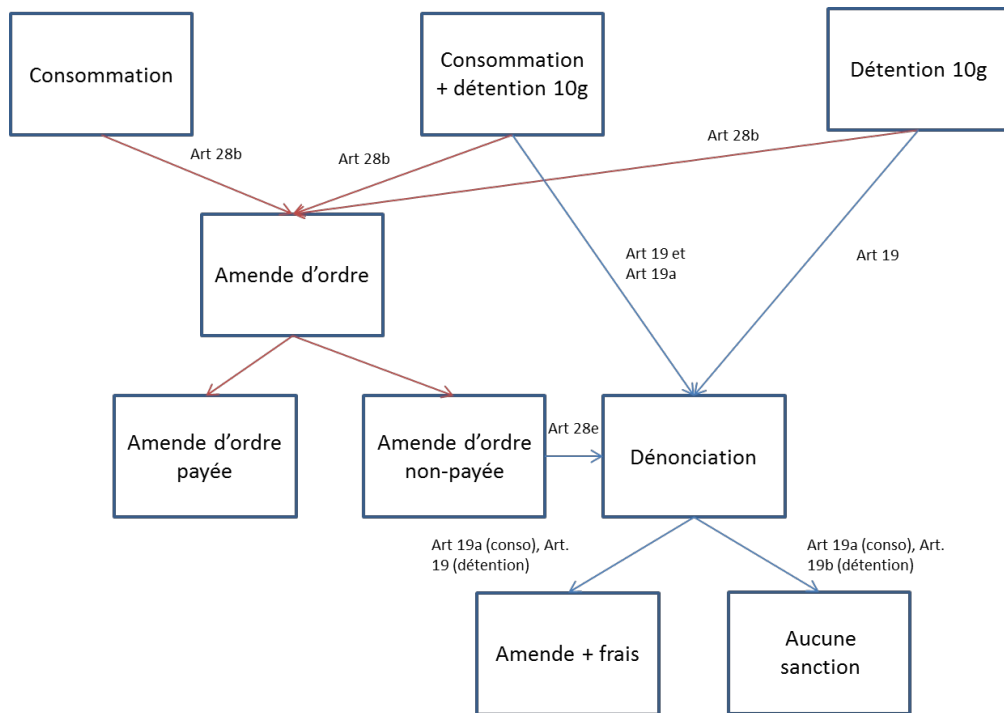 Consommation
Consommation
+ détention 10g
Détention 10g
Art 28b
Art 28b
Art 28b
Amende d'ordre
Art 19 et
Art 19a
Art 19
Amende d'ordre
payée
Amende d'ordre
non-payée
Art 28e
Dénonciation
Art 19a (conso), Art.
19 (détention)
Art 19a (conso), Art.
19b (détention)
Amende + frais
Aucune
sanction